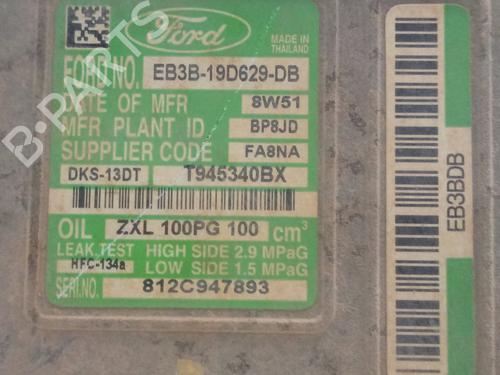 Ford
MADE IN
THAILAND
FORD NO. EB3B-19D629-DB
DATE OF MFR 8W51
MFR PLANT ID BP8JD
SUPPLIER CODE FA8NA
DKS-13DT T945340BX
OIL ZXL 100PG 100 cm³
LEAK TEST HIGH SIDE 2.9 MPaG
HFC-134a LOW SIDE 1.5 MPaG
SERI.NO. 812C947893
EB3BDB
B-PARTS